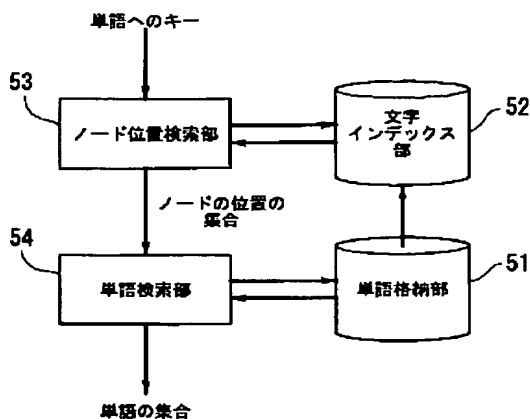 単語へのキー
53
ノード位置検索部
52
文字
インデックス
部
ノードの位置の
集合
54
単語検索部
51
単語格納部
単語の集合